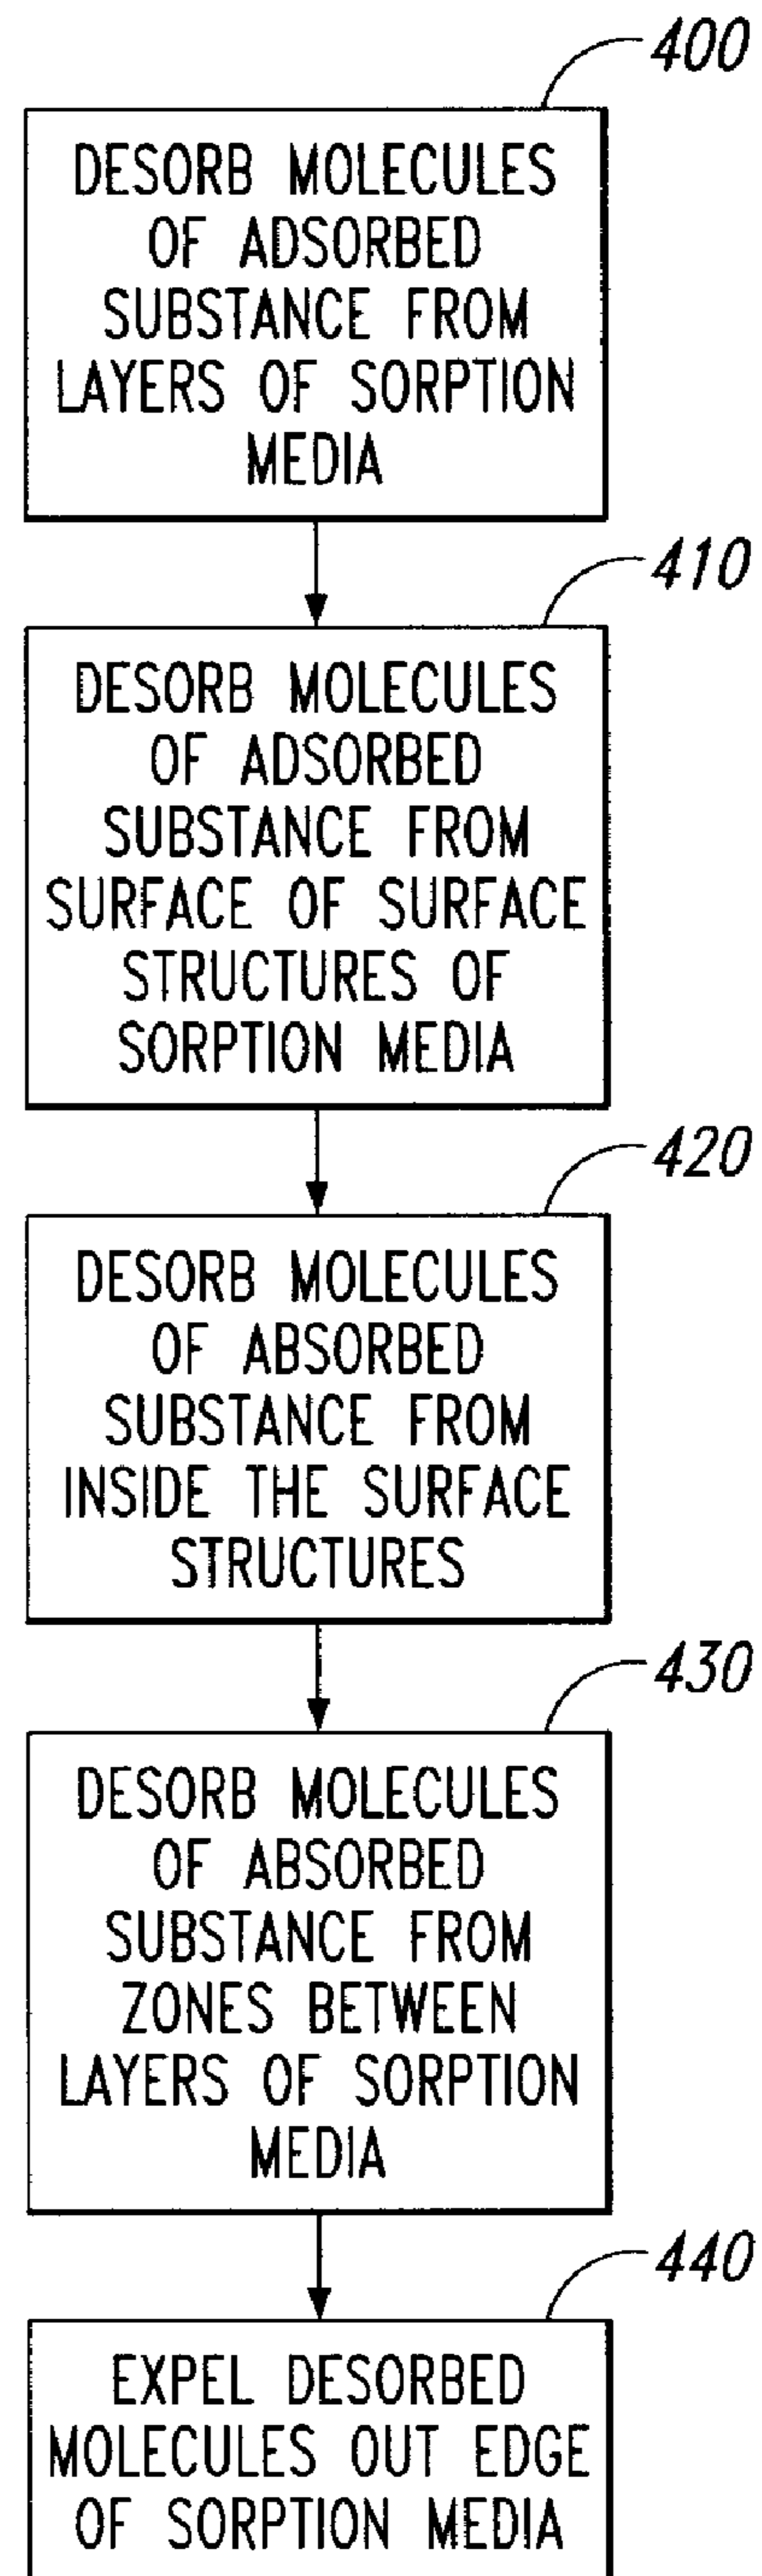 400
DESORB MOLECULES
OF ADSORBED
SUBSTANCE FROM
LAYERS OF SORPTION
MEDIA
410
DESORB MOLECULES
OF ADSORBED
SUBSTANCE FROM
SURFACE OF SURFACE
STRUCTURES OF
SORPTION MEDIA
420
DESORB MOLECULES
OF ABSORBED
SUBSTANCE FROM
INSIDE THE SURFACE
STRUCTURES
430
DESORB MOLECULES
OF ABSORBED
SUBSTANCE FROM
ZONES BETWEEN
LAYERS OF SORPTION
MEDIA
440
EXPEL DESORBED
MOLECULES OUT EDGE
OF SORPTION MEDIA